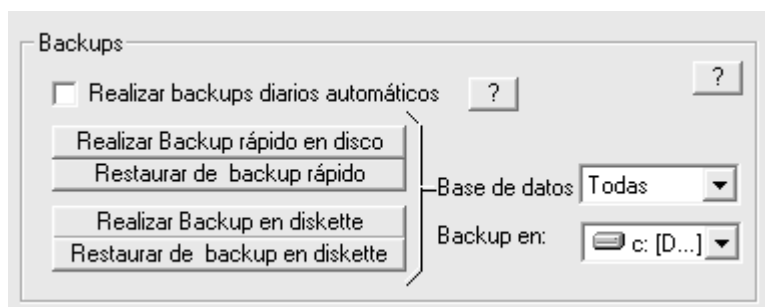 Backups
?
Realizar backups diarios automáticos ?
Realizar Backup rápido en disco
Restaurar de backup rápido
Base de datos Todas
Realizar Backup en diskette
Backup en: c: [D...]
Restaurar de backup en diskette